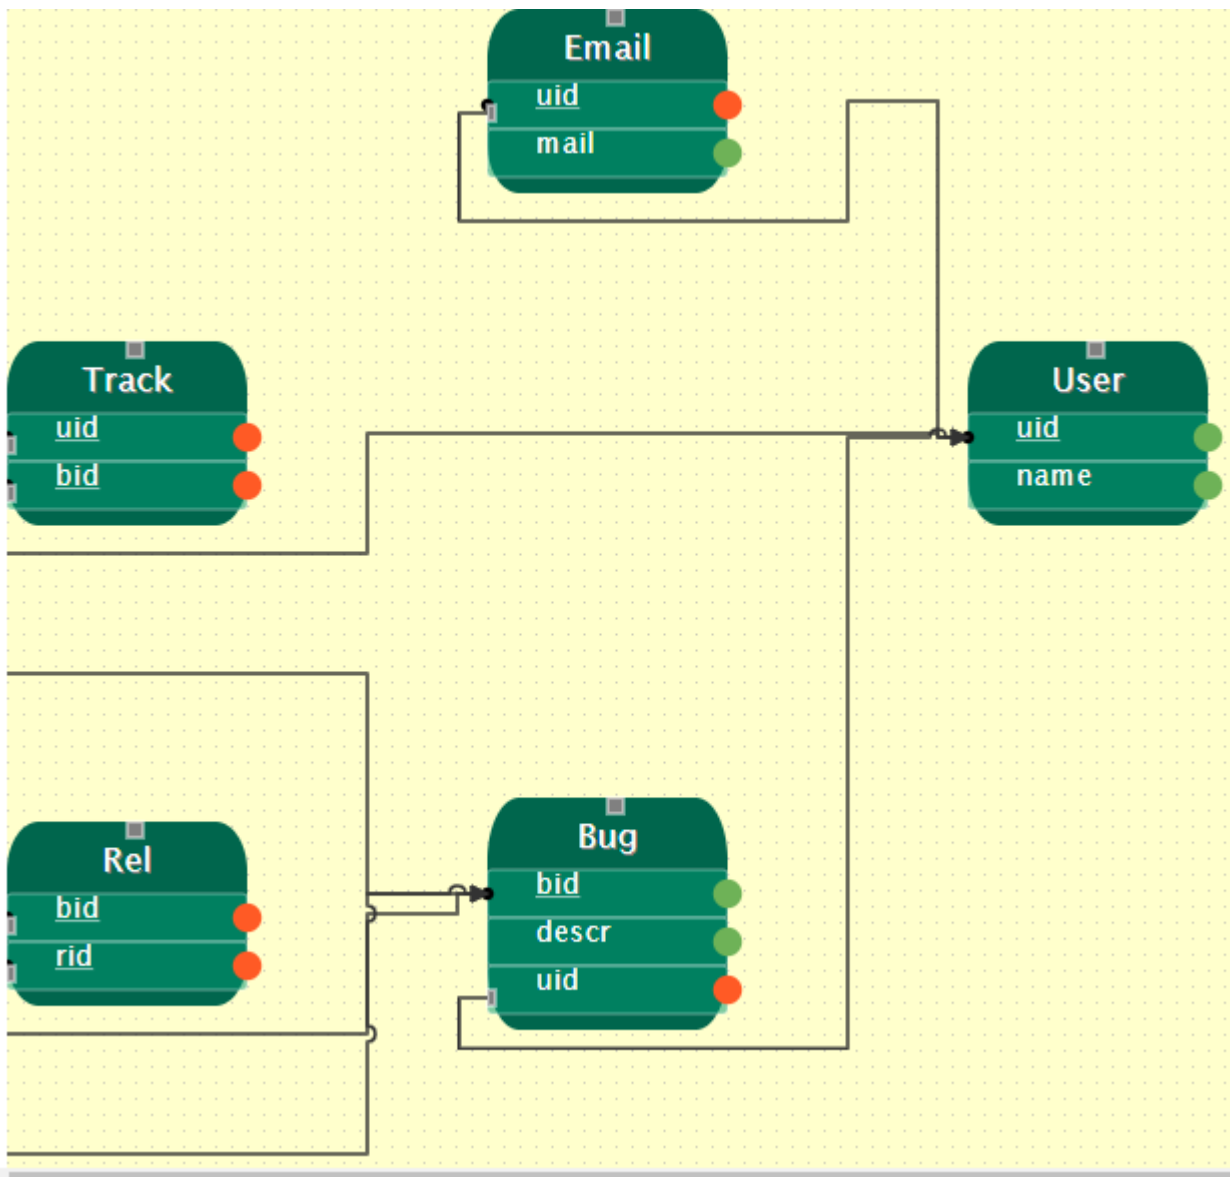 Email
uid
mail
Track
uid
bid
User
uid
name
Rel
bid
rid
Bug
bid
descr
uid